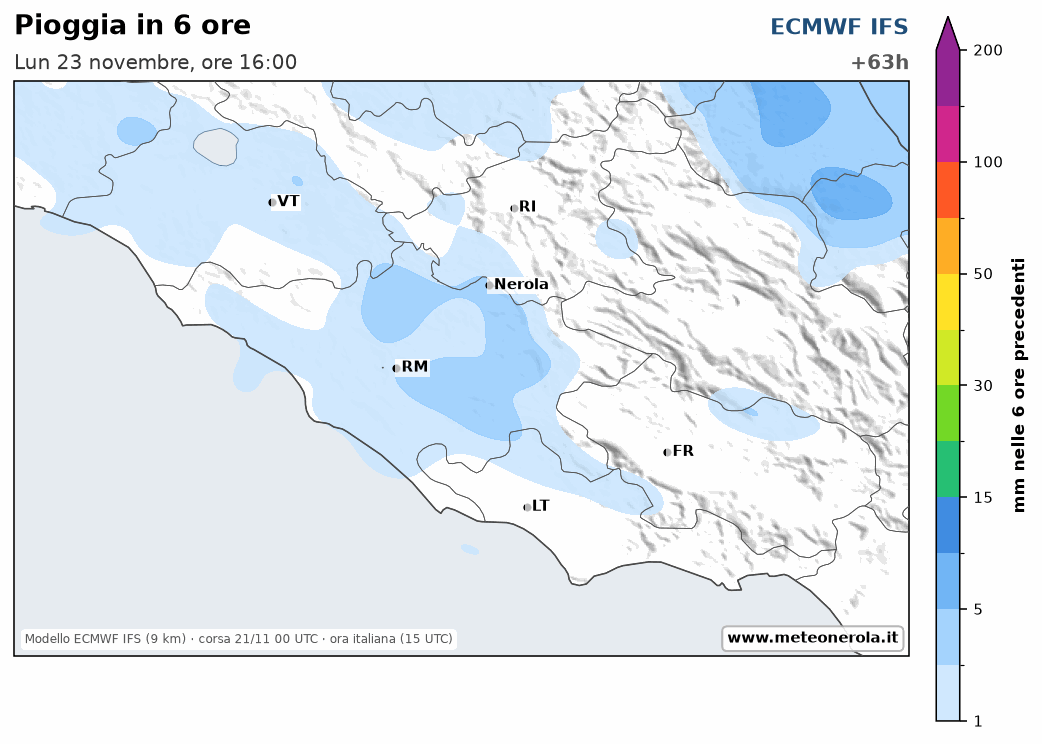 Pioggia in 6 ore
ECMWF IFS
Lun 23 novembre, ore 16:00
+63h
200
100
50
30
15
5
1
mm nelle 6 ore precedenti
VT
RI
Nerola
RM
FR
LT
Modello ECMWF IFS (9 km) · corsa 21/11 00 UTC · ora italiana (15 UTC)
www.meteonerola.it